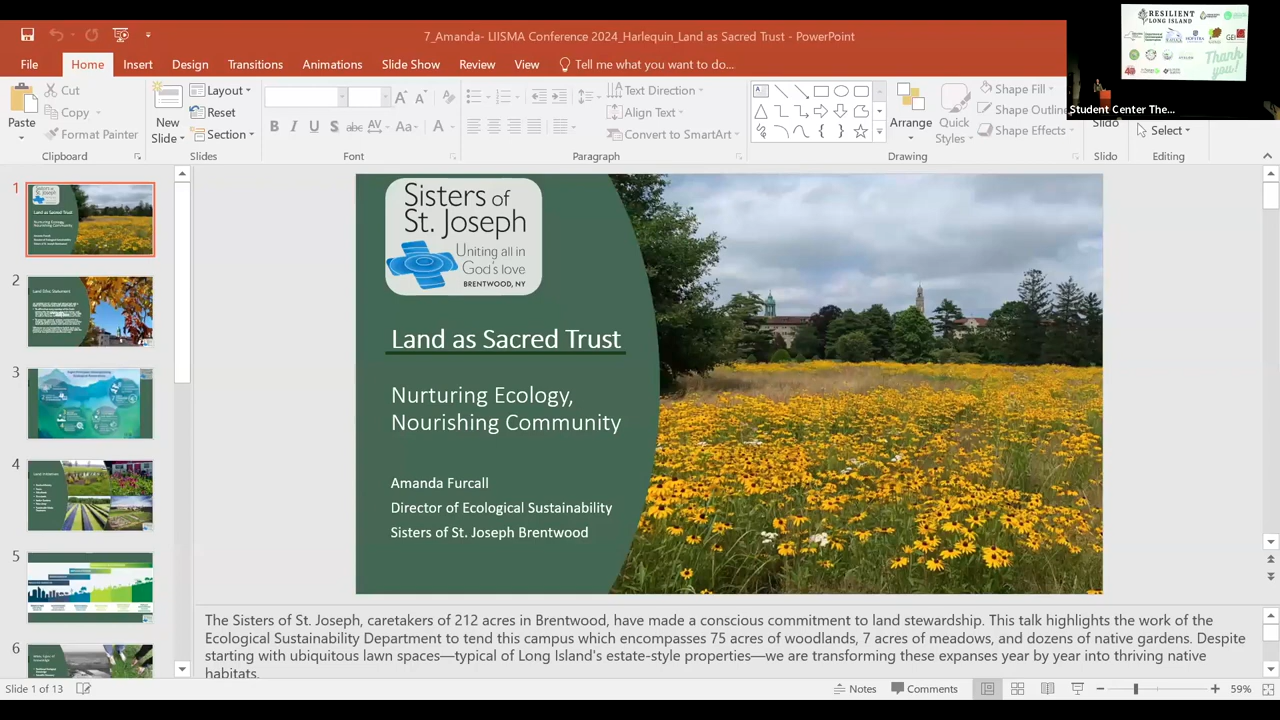 7_Amanda- LIISMA Conference 2024_Harlequin_Land as Sacred Trust - PowerPoint
File Home Insert Design Transitions Animations Slide Show Review View Tell me what you want to do...
RESILIENT
LONG ISLAND
Thank you!
Student Center The...
Paste
Cut
Copy
Format Painter
Clipboard
New Slide
Layout
Reset
Section
Slides
B I U S abc AV Aa A
Font
Text Direction
Align Text
Convert to SmartArt
Paragraph
Arrange
Quick Styles
Shape Fill
Shape Outline
Shape Effects
Drawing
Slido
Slido
Select
Editing
1
2
3
4
5
6
Sisters of
St. Joseph
Uniting all in
God's love
BRENTWOOD, NY
Land as Sacred Trust
Nurturing Ecology,
Nourishing Community
Amanda Furcall
Director of Ecological Sustainability
Sisters of St. Joseph Brentwood
The Sisters of St. Joseph, caretakers of 212 acres in Brentwood, have made a conscious commitment to land stewardship. This talk highlights the work of the
Ecological Sustainability Department to tend this campus which encompasses 75 acres of woodlands, 7 acres of meadows, and dozens of native gardens. Despite
starting with ubiquitous lawn spaces—typical of Long Island's estate-style properties—we are transforming these expanses year by year into thriving native
habitats.
Slide 1 of 13 Notes Comments 59%